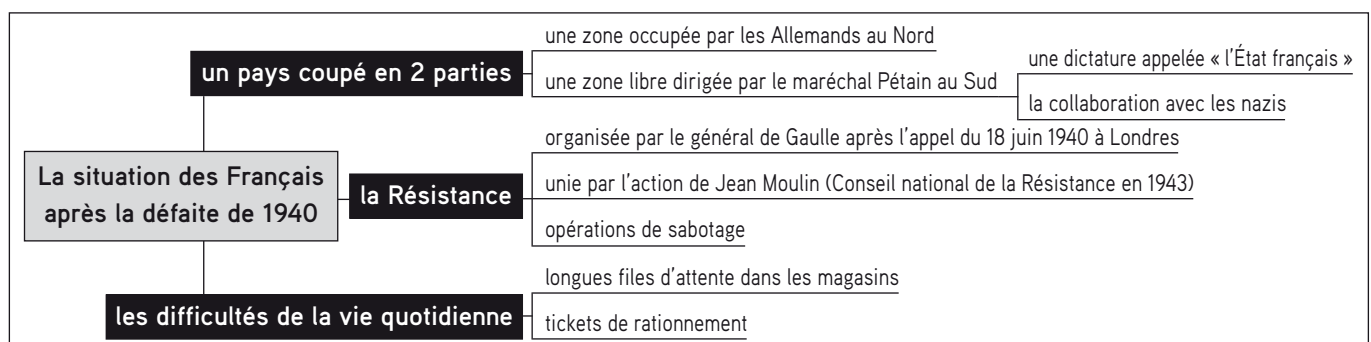 La situation des Français
après la défaite de 1940
un pays coupé en 2 parties
une zone occupée par les Allemands au Nord
une zone libre dirigée par le maréchal Pétain au Sud
une dictature appelée « l’État français »
la collaboration avec les nazis
la Résistance
organisée par le général de Gaulle après l’appel du 18 juin 1940 à Londres
unie par l’action de Jean Moulin (Conseil national de la Résistance en 1943)
opérations de sabotage
les difficultés de la vie quotidienne
longues files d’attente dans les magasins
tickets de rationnement